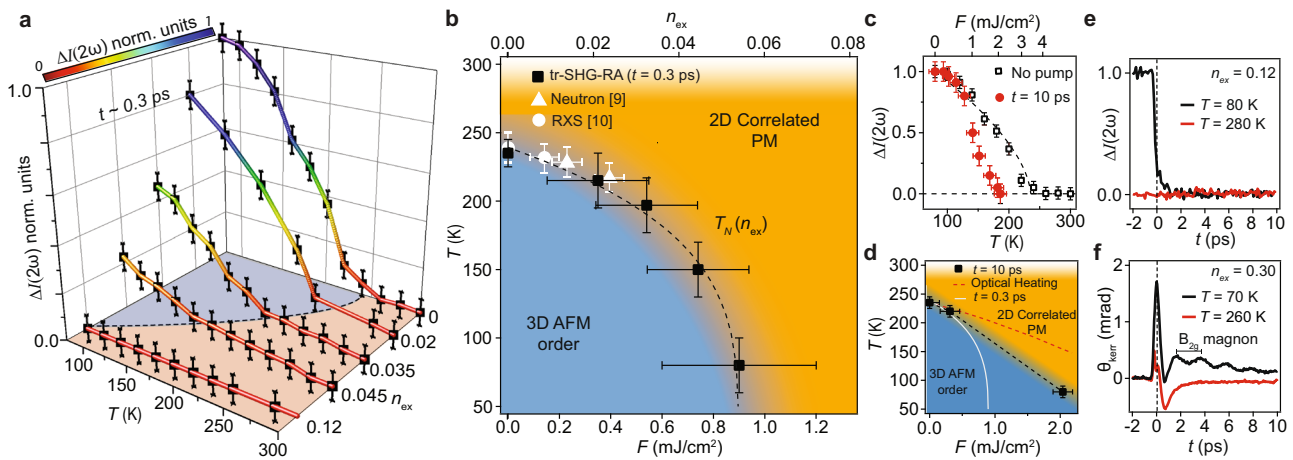 a
0
ΔI(2ω) norm. units
1
t ~ 0.3 ps
1.0
ΔI(2ω) norm. units
0.0
100
150
200
250
300
T (K)
0
0.02
0.035
0.045
0.12
n_ex
b
n_ex
0.00 0.02 0.04 0.06 0.08
tr-SHG-RA (t = 0.3 ps)
Neutron [9]
RXS [10]
2D Correlated
PM
T_N(n_ex)
3D AFM
order
T (K)
300
250
200
150
100
50
0.0 0.2 0.4 0.6 0.8 1.0 1.2
F (mJ/cm²)
c
F (mJ/cm²)
0 1 2 3 4
No pump
t = 10 ps
ΔI(2ω)
1.0
0.5
0.0
100 200 300
T (K)
d
t = 10 ps
Optical Heating
t = 0.3 ps
2D Correlated
PM
3D AFM
order
T (K)
300
250
200
150
100
50
0.0 1.0 2.0
F (mJ/cm²)
e
n_ex = 0.12
T = 80 K
T = 280 K
ΔI(2ω)
1.0
0.0
-2 0 2 4 6 8 10
t (ps)
f
n_ex = 0.30
T = 70 K
T = 260 K
B_2g magnon
θ_kerr (mrad)
2
1
0
-1
-2 0 2 4 6 8 10
t (ps)